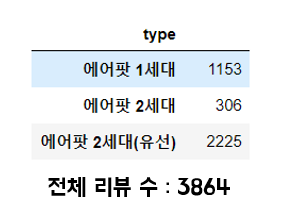 type
에어팟 1세대 1153
에어팟 2세대 306
에어팟 2세대(유선) 2225
전체 리뷰 수 : 3864